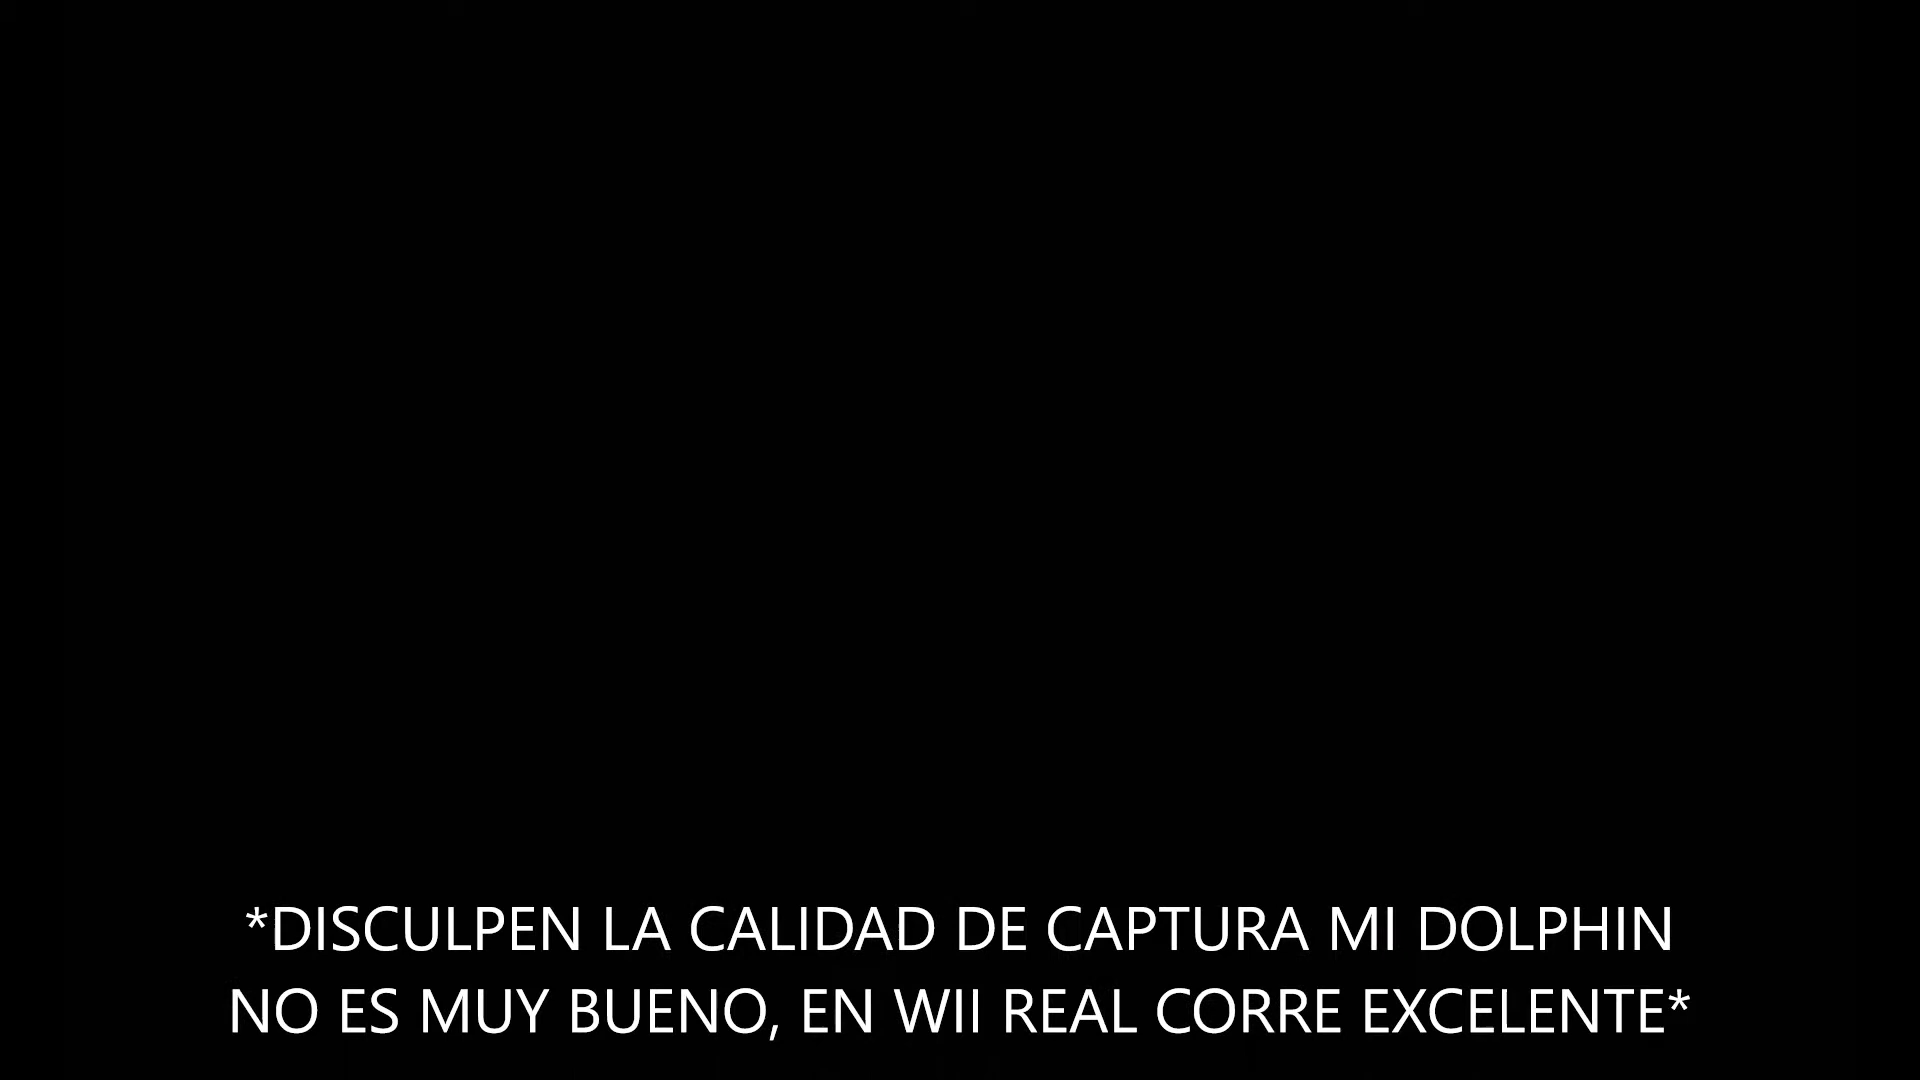 *DISCULPEN LA CALIDAD DE CAPTURA MI DOLPHIN
NO ES MUY BUENO, EN WII REAL CORRE EXCELENTE*